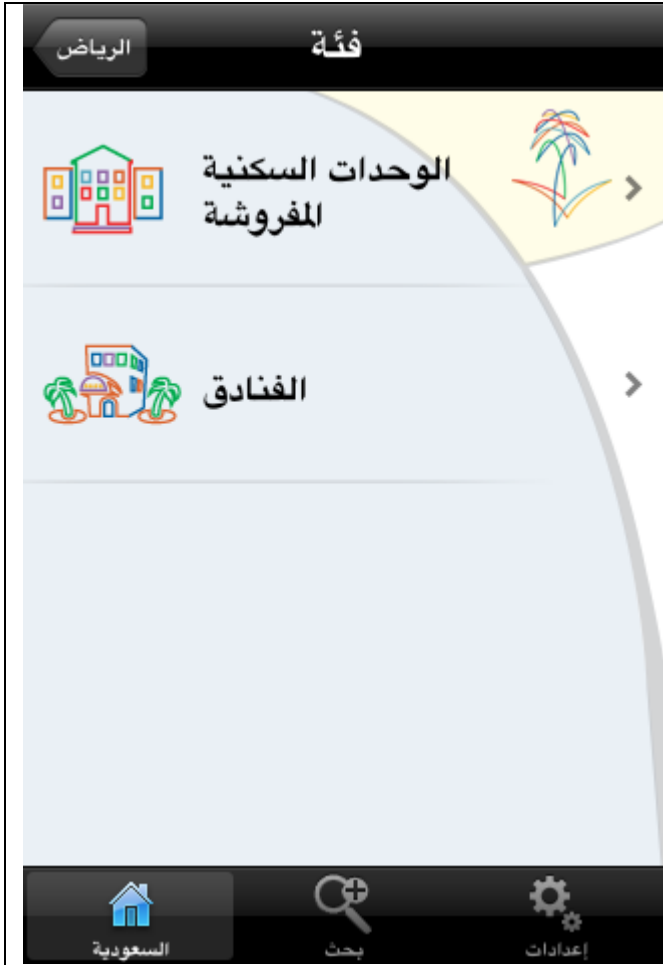 فئة
الرياض
الوحدات السكنية
المفروشة
الفنادق
السعودية
بحث
إعدادات